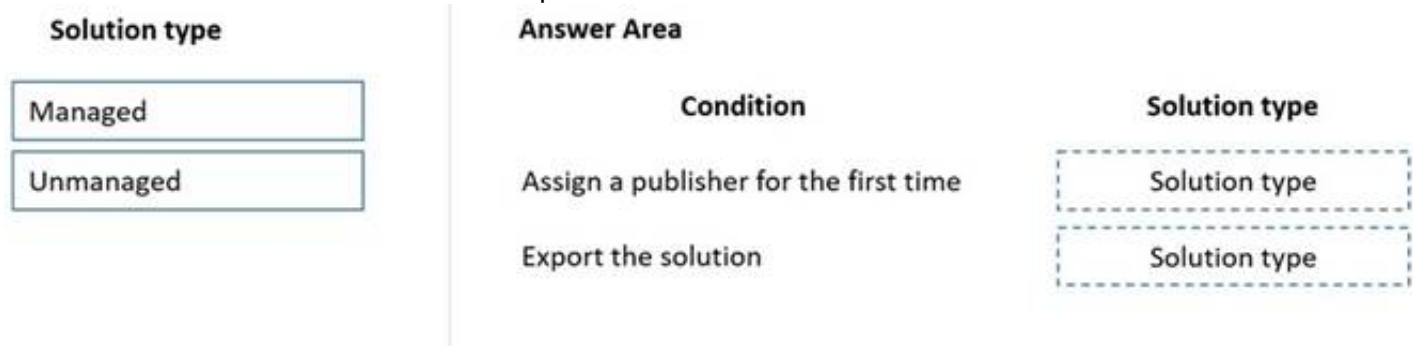 Solution type
Answer Area
Managed
Unmanaged
Condition
Solution type
Assign a publisher for the first time
Solution type
Export the solution
Solution type